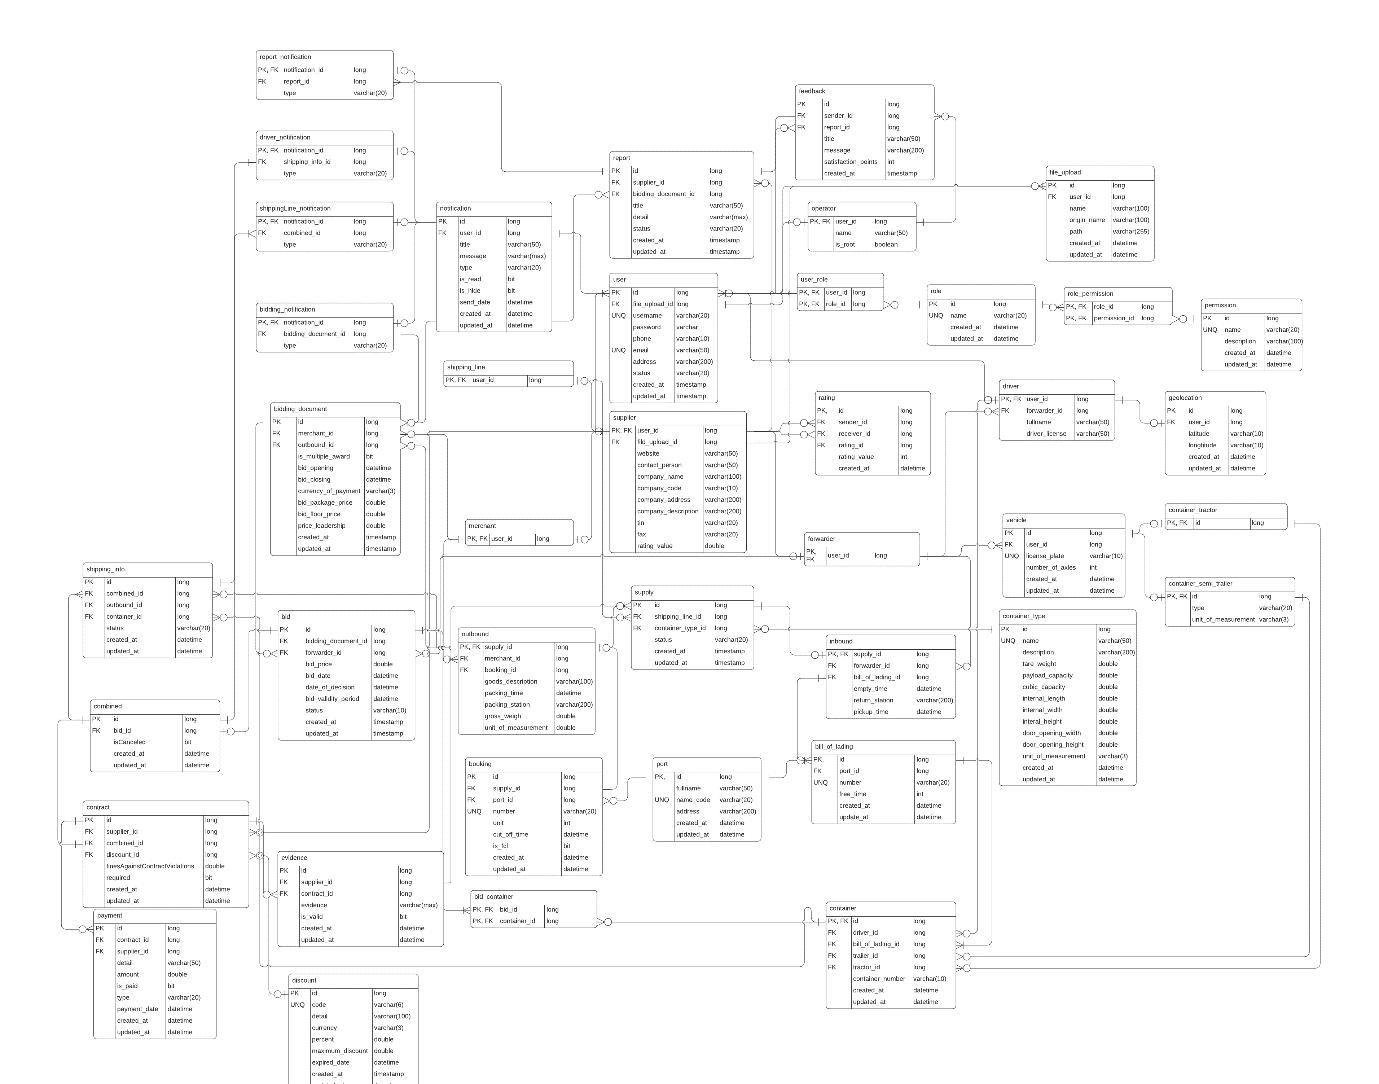 report_notification
PK, FK notification_id long
FK report_id long
type varchar(20)
driver_notification
PK, FK notification_id long
FK shipping_info_id long
type varchar(20)
shippingLine_notification
PK, FK notification_id long
FK combined_id long
type varchar(20)
bidding_notification
PK, FK notification_id long
FK bidding_document_id long
type varchar(20)
notification
PK id long
FK user_id long
title varchar(50)
message varchar(max)
type varchar(20)
is_read bit
is_hide bit
send_date datetime
created_at datetime
updated_at datetime
report
PK id long
FK supplier_id long
FK bidding_document_id long
title varchar(50)
detail varchar(max)
status varchar(20)
created_at timestamp
updated_at timestamp
feedback
PK id long
FK sender_id long
FK report_id long
title varchar(50)
message varchar(200)
satisfaction_points int
created_at timestamp
operator
PK, FK user_id long
name varchar(50)
is_root boolean
file_upload
PK id long
FK user_id long
name varchar(100)
origin_name varchar(100)
path varchar(255)
created_at datetime
updated_at datetime
user
PK id long
FK file_upload_id long
UNQ username varchar(20)
password varchar
phone varchar(10)
UNQ email varchar(50)
address varchar(200)
status varchar(20)
created_at timestamp
updated_at timestamp
user_role
PK, FK user_id long
PK, FK role_id long
role
PK id long
UNQ name varchar(20)
created_at datetime
updated_at datetime
role_permission
PK, FK role_id long
PK, FK permission_id long
permission
PK id long
UNQ name varchar(20)
description varchar(100)
created_at datetime
updated_at datetime
shipping_line
PK, FK user_id long
bidding_document
PK id long
FK merchant_id long
FK outbound_id long
is_multiple_award bit
bid_opening datetime
bid_closing datetime
currency_of_payment varchar(3)
bid_package_price double
bid_floor_price double
price_leadership double
created_at timestamp
updated_at timestamp
supplier
PK, FK user_id long
FK fild_upload_id long
website varchar(50)
contact_person varchar(50)
company_name varchar(100)
company_code varchar(10)
company_address varchar(200)
company_description varchar(200)
tin varchar(20)
fax varchar(20)
rating_value double
rating
PK, id long
FK sender_id long
FK receiver_id long
FK rating_id long
rating_value int
created_at datetime
driver
PK, FK user_id long
FK forwarder_id long
fullname varchar(50)
driver_license varchar(50)
geolocation
PK id long
FK user_id long
latitude varchar(10)
longtitude varchar(10)
created_at datetime
updated_at datetime
merchant
PK, FK user_id long
forwarder
PK, FK user_id long
vehicle
PK id long
FK user_id long
UNQ license_plate varchar(10)
number_of_axles int
created_at datetime
updated_at datetime
container_tractor
PK, FK id long
container_semi_trailer
PK, FK id long
type varchar(20)
unit_of_measurement varchar(3)
shipping_info
PK id long
FK combined_id long
FK outbound_id long
FK container_id long
status varchar(20)
created_at datetime
updated_at datetime
bid
PK id long
FK bidding_document_id long
FK forwarder_id long
bid_price double
bid_date datetime
date_of_decision datetime
bid_validity_period datetime
status varchar(10)
created_at timestamp
updated_at timestamp
outbound
PK, FK supply_id long
FK merchant_id long
FK booking_id long
goods_description varchar(100)
packing_time datetime
packing_station varchar(200)
gross_weigh double
unit_of_measurement double
supply
PK id long
FK shipping_line_id long
FK container_type_id long
status varchar(20)
created_at datetime
updated_at datetime
inbound
PK, FK supply_id long
FK forwarder_id long
FK bill_of_lading_id long
empty_time datetime
return_station varchar(200)
pickup_time datetime
container_type
PK id long
UNQ name varchar(50)
description varchar(200)
tare_weight double
payload_capacity double
cubic_capacity double
internal_length double
internal_width double
interal_height double
door_opening_width double
door_opening_height double
unit_of_measurement varchar(3)
created_at datetime
updated_at datetime
combined
PK id long
FK bid_id long
isCanceled bit
created_at datetime
updated_at datetime
booking
PK id long
FK supply_id long
FK port_id long
UNQ number varchar(20)
unit int
cut_off_time datetime
is_fcl bit
created_at datetime
updated_at datetime
port
PK, id long
fullname varchar(50)
UNQ name_code varchar(20)
address varchar(200)
created_at datetime
updated_at datetime
bill_of_lading
PK, id long
FK port_id long
UNQ number varchar(20)
free_time int
created_at datetime
update_at datetime
contract
PK id long
FK supplier_id long
FK combined_id long
FK discount_id long
finesAgainstContractViolations double
required bit
created_at datetime
updated_at datetime
evidence
PK id long
FK supplier_id long
FK contract_id long
evidence varchar(max)
is_valid bit
created_at datetime
updated_at datetime
bid_container
PK, FK bid_id long
PK, FK container_id long
container
PK, FK id long
FK driver_id long
FK bill_of_lading_id long
FK trailer_id long
FK tractor_id long
container_number varchar(10)
created_at datetime
updated_at datetime
payment
PK id long
FK contract_id long
FK supplier_id long
detail varchar(50)
amount double
is_paid bit
type varchar(20)
payment_date datetime
created_at datetime
updated_at datetime
discount
PK id long
UNQ code varchar(6)
detail varchar(100)
currency varchar(3)
percent double
maximum_discount double
expired_date datetime
created_at timestamp